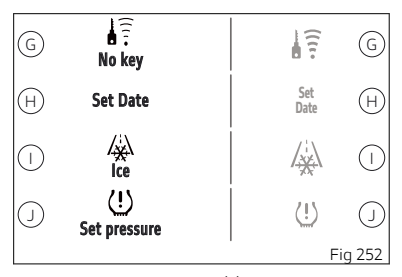 G No key G
H Set Date Set Date H
I Ice I
J Set pressure J
Fig 252